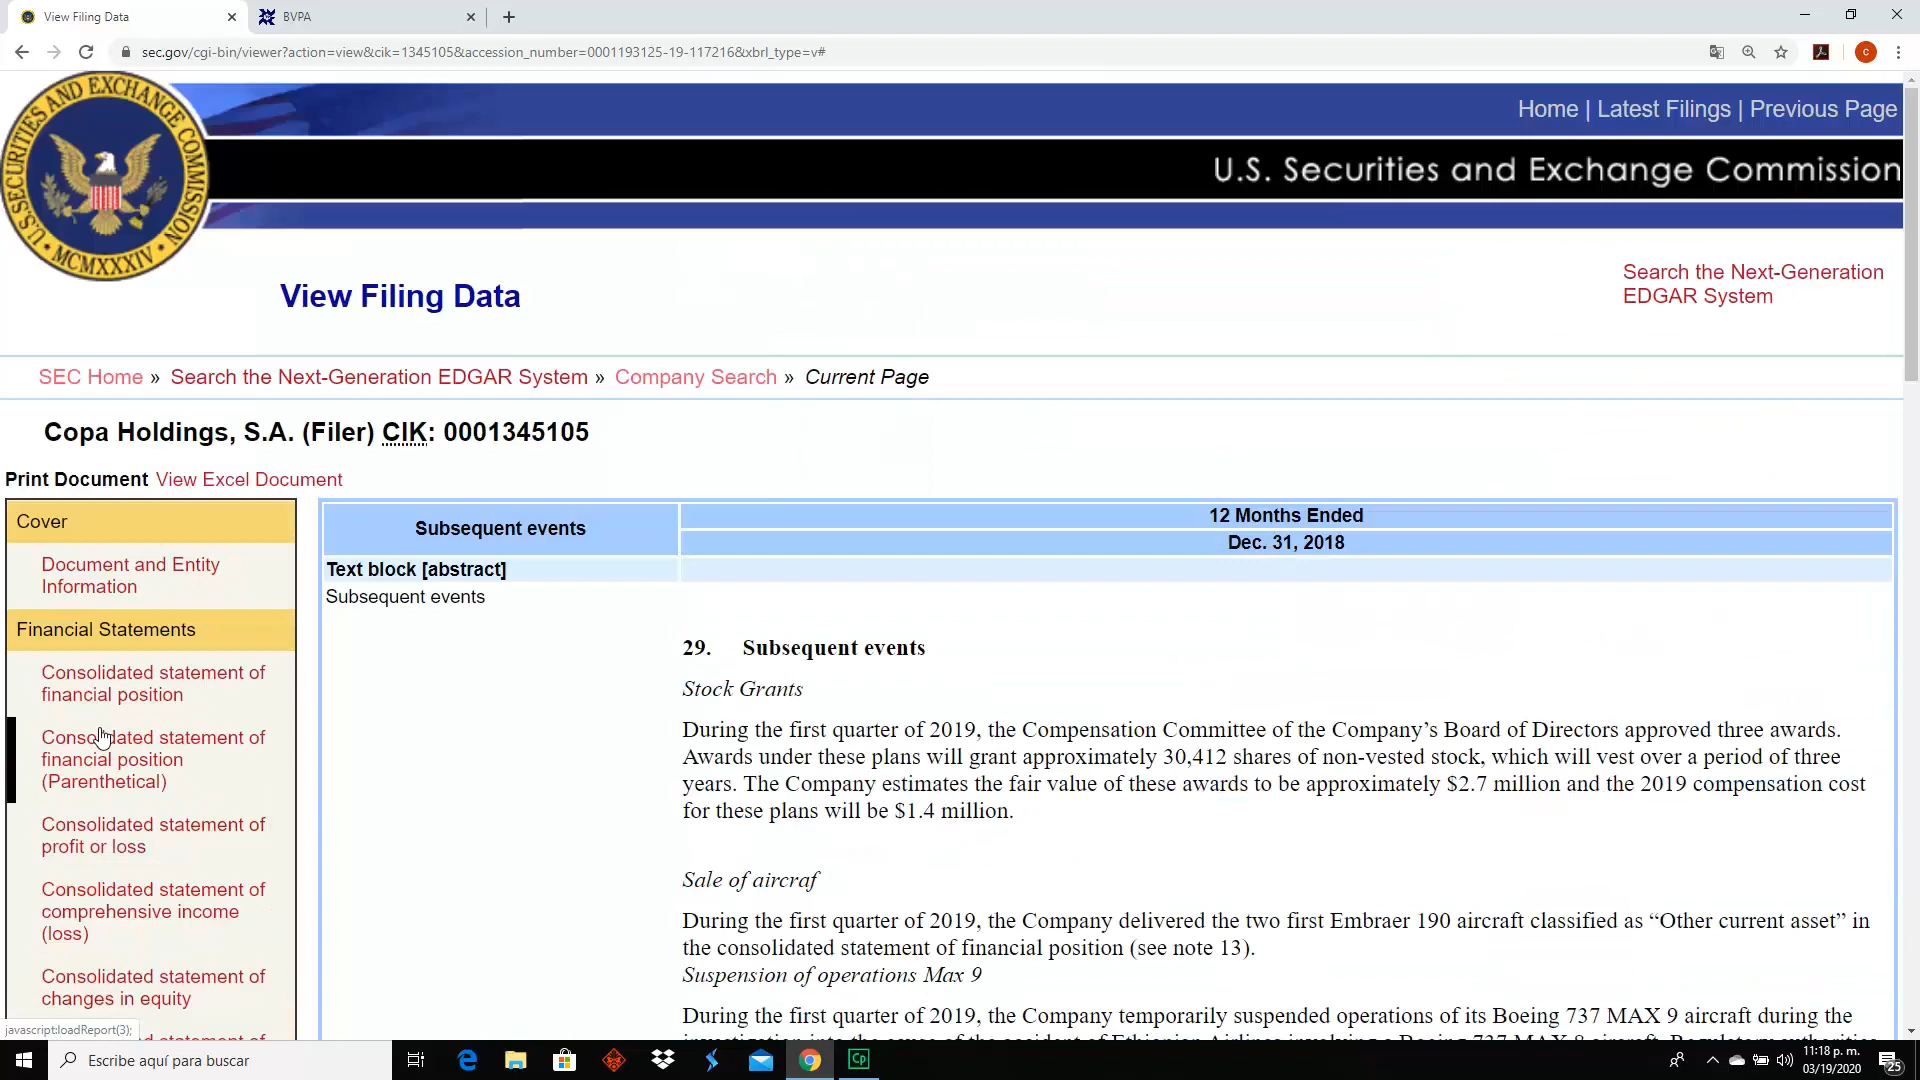 View Filing Data
BVPA
sec.gov/cgi-bin/viewer?action=view&cik=1345105&accession_number=0001193125-19-117216&xbrl_type=v#
C
Home | Latest Filings | Previous Page
U.S. Securities and Exchange Commission
U.S. SECURITIES AND EXCHANGE COMMISSION
MCMXXXIV
View Filing Data
Search the Next-Generation
EDGAR System
SEC Home » Search the Next-Generation EDGAR System » Company Search » Current Page
Copa Holdings, S.A. (Filer) CIK: 0001345105
Print Document View Excel Document
Cover
Document and Entity
Information
Financial Statements
Consolidated statement of
financial position
Consolidated statement of
financial position
(Parenthetical)
Consolidated statement of
profit or loss
Consolidated statement of
comprehensive income
(loss)
Consolidated statement of
changes in equity
javascript:loadReport(3);
Subsequent events
12 Months Ended
Dec. 31, 2018
Text block [abstract]
Subsequent events
29. Subsequent events
Stock Grants
During the first quarter of 2019, the Compensation Committee of the Company’s Board of Directors approved three awards.
Awards under these plans will grant approximately 30,412 shares of non-vested stock, which will vest over a period of three
years. The Company estimates the fair value of these awards to be approximately $2.7 million and the 2019 compensation cost
for these plans will be $1.4 million.
Sale of aircraf
During the first quarter of 2019, the Company delivered the two first Embraer 190 aircraft classified as “Other current asset” in
the consolidated statement of financial position (see note 13).
Suspension of operations Max 9
During the first quarter of 2019, the Company temporarily suspended operations of its Boeing 737 MAX 9 aircraft during the
Escribe aquí para buscar
Cp
11:18 p. m.
03/19/2020
25